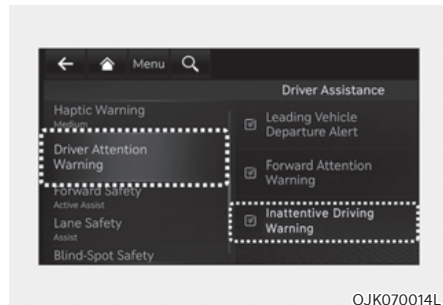 Menu
Driver Assistance
Haptic Warning
Medium
Driver Attention
Warning
Forward Safety
Active Assist
Lane Safety
Assist
Blind-Spot Safety
Leading Vehicle
Departure Alert
Forward Attention
Warning
Inattentive Driving
Warning
OJK070014L